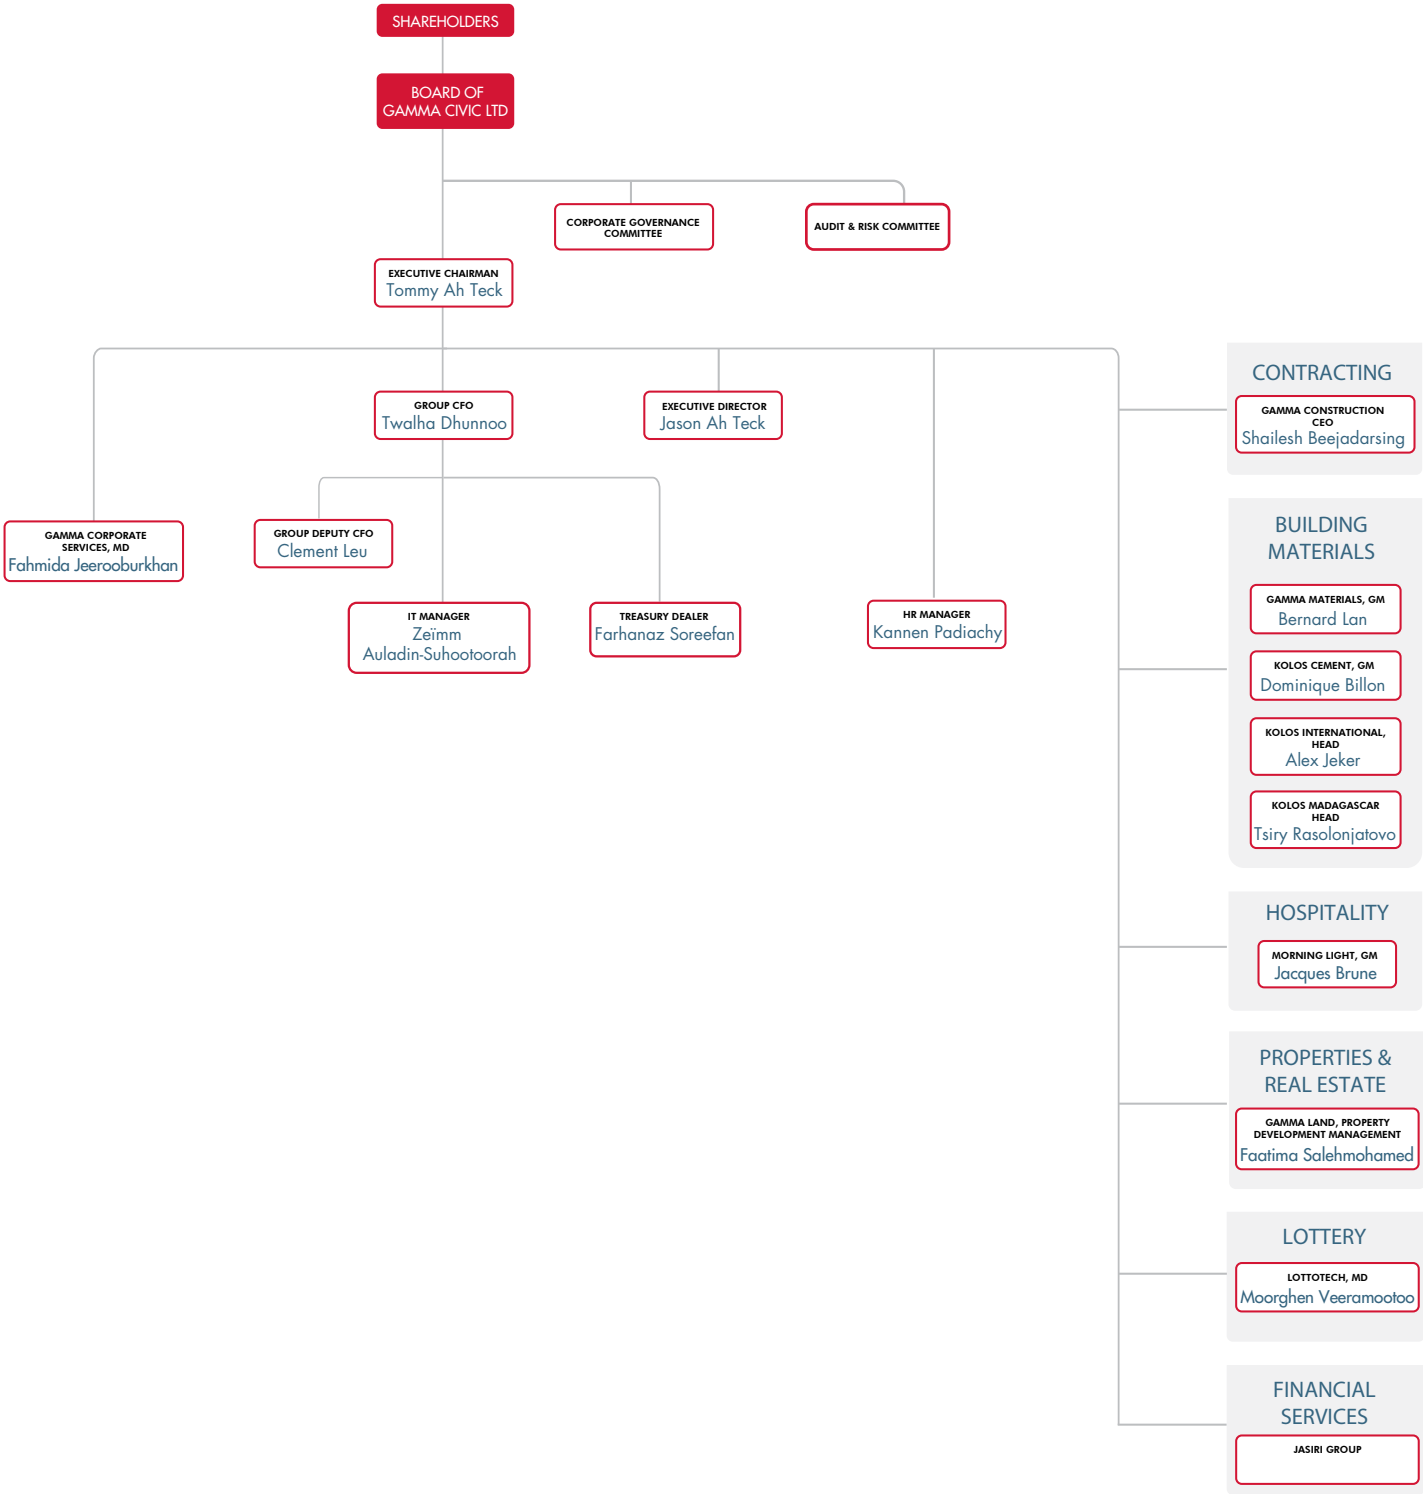 SHAREHOLDERS
BOARD OF
GAMMA CIVIC LTD
CORPORATE GOVERNANCE
COMMITTEE
AUDIT & RISK COMMITTEE
EXECUTIVE CHAIRMAN
Tommy Ah Teck
GROUP CFO
Twalha Dhunnoo
EXECUTIVE DIRECTOR
Jason Ah Teck
GAMMA CORPORATE
SERVICES, MD
Fahmida Jeerooburkhan
GROUP DEPUTY CFO
Clement Leu
IT MANAGER
Zeïmm
Auladin-Suhootoorah
TREASURY DEALER
Farhanaz Soreefan
HR MANAGER
Kannen Padiachy
CONTRACTING
GAMMA CONSTRUCTION
CEO
Shailesh Beejadarsing
BUILDING
MATERIALS
GAMMA MATERIALS, GM
Bernard Lan
KOLOS CEMENT, GM
Dominique Billon
KOLOS INTERNATIONAL,
HEAD
Alex Jeker
KOLOS MADAGASCAR
HEAD
Tsiry Rasolonjatovo
HOSPITALITY
MORNING LIGHT, GM
Jacques Brune
PROPERTIES &
REAL ESTATE
GAMMA LAND, PROPERTY
DEVELOPMENT MANAGEMENT
Faatima Salehmohamed
LOTTERY
LOTTOTECH, MD
Moorghen Veeramootoo
FINANCIAL
SERVICES
JASIRI GROUP